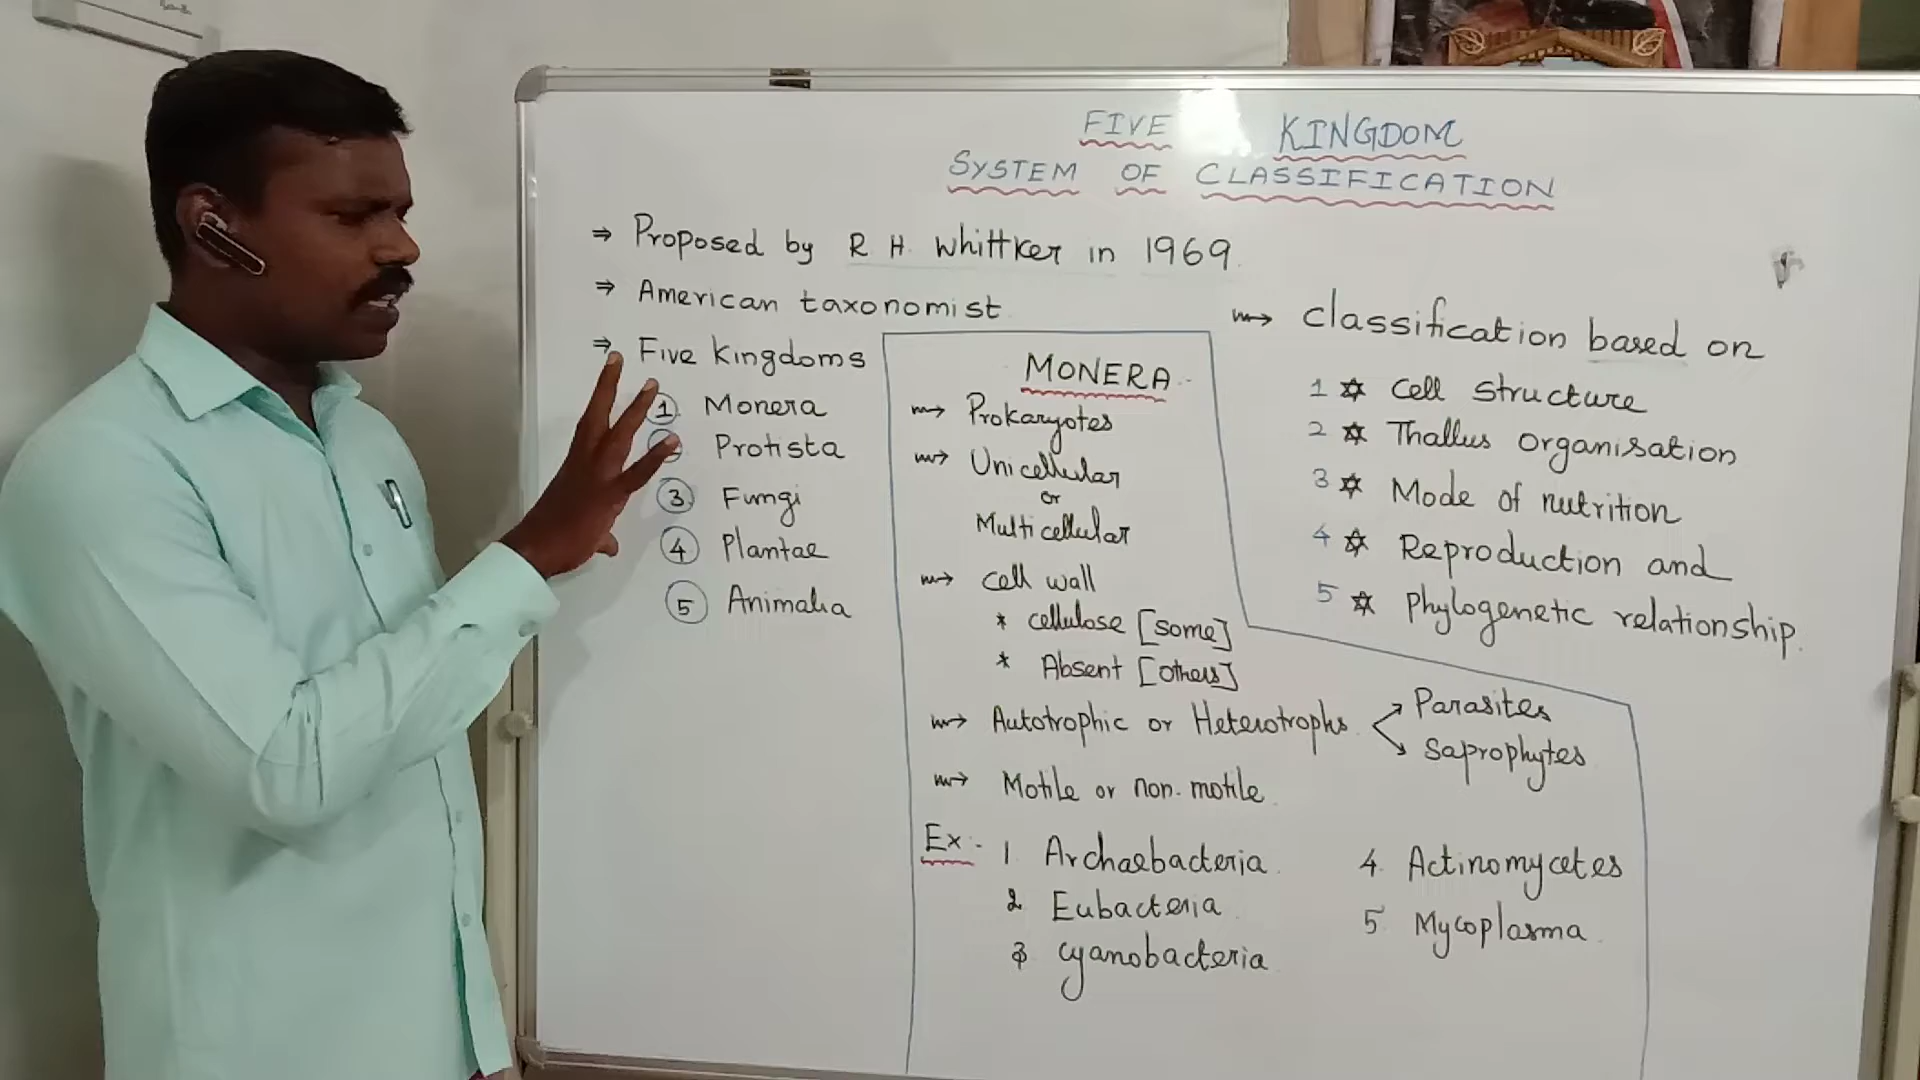 FIVE KINGDOM
SYSTEM OF CLASSIFICATION
⇒ Proposed by R. H. Whittker in 1969.
⇒ American taxonomist
⇒ Five kingdoms
1 Monera
2 Protista
3 Fungi
4 Plantae
5 Animalia
MONERA
Prokaryotes
Unicellular
or
Multicellular
cell wall
* cellulose [some]
* Absent [others]
Autotrophic or Heterotrophs
Parasites
Saprophytes
Motile or non-motile
Ex:- 1. Archaebacteria
2. Eubacteria
3. cyanobacteria
4. Actinomycetes
5. Mycoplasma
classification based on
1 ☆ Cell structure
2 ☆ Thallus organisation
3 ☆ Mode of nutrition
4 ☆ Reproduction and
5 ☆ Phylogenetic relationship.